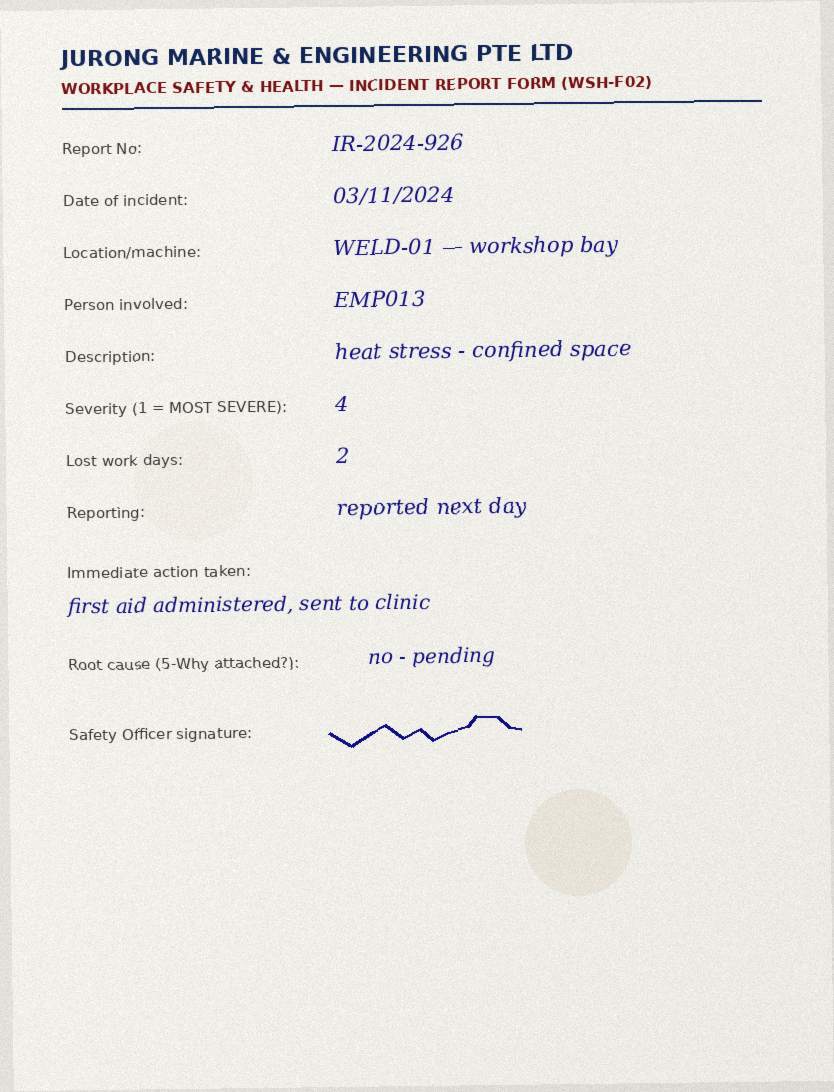 JURONG MARINE & ENGINEERING PTE LTD
WORKPLACE SAFETY & HEALTH — INCIDENT REPORT FORM (WSH-F02)
Report No: IR-2024-926
Date of incident: 03/11/2024
Location/machine: WELD-01 — workshop bay
Person involved: EMP013
Description: heat stress - confined space
Severity (1 = MOST SEVERE): 4
Lost work days: 2
Reporting: reported next day
Immediate action taken:
first aid administered, sent to clinic
Root cause (5-Why attached?): no - pending
Safety Officer signature: